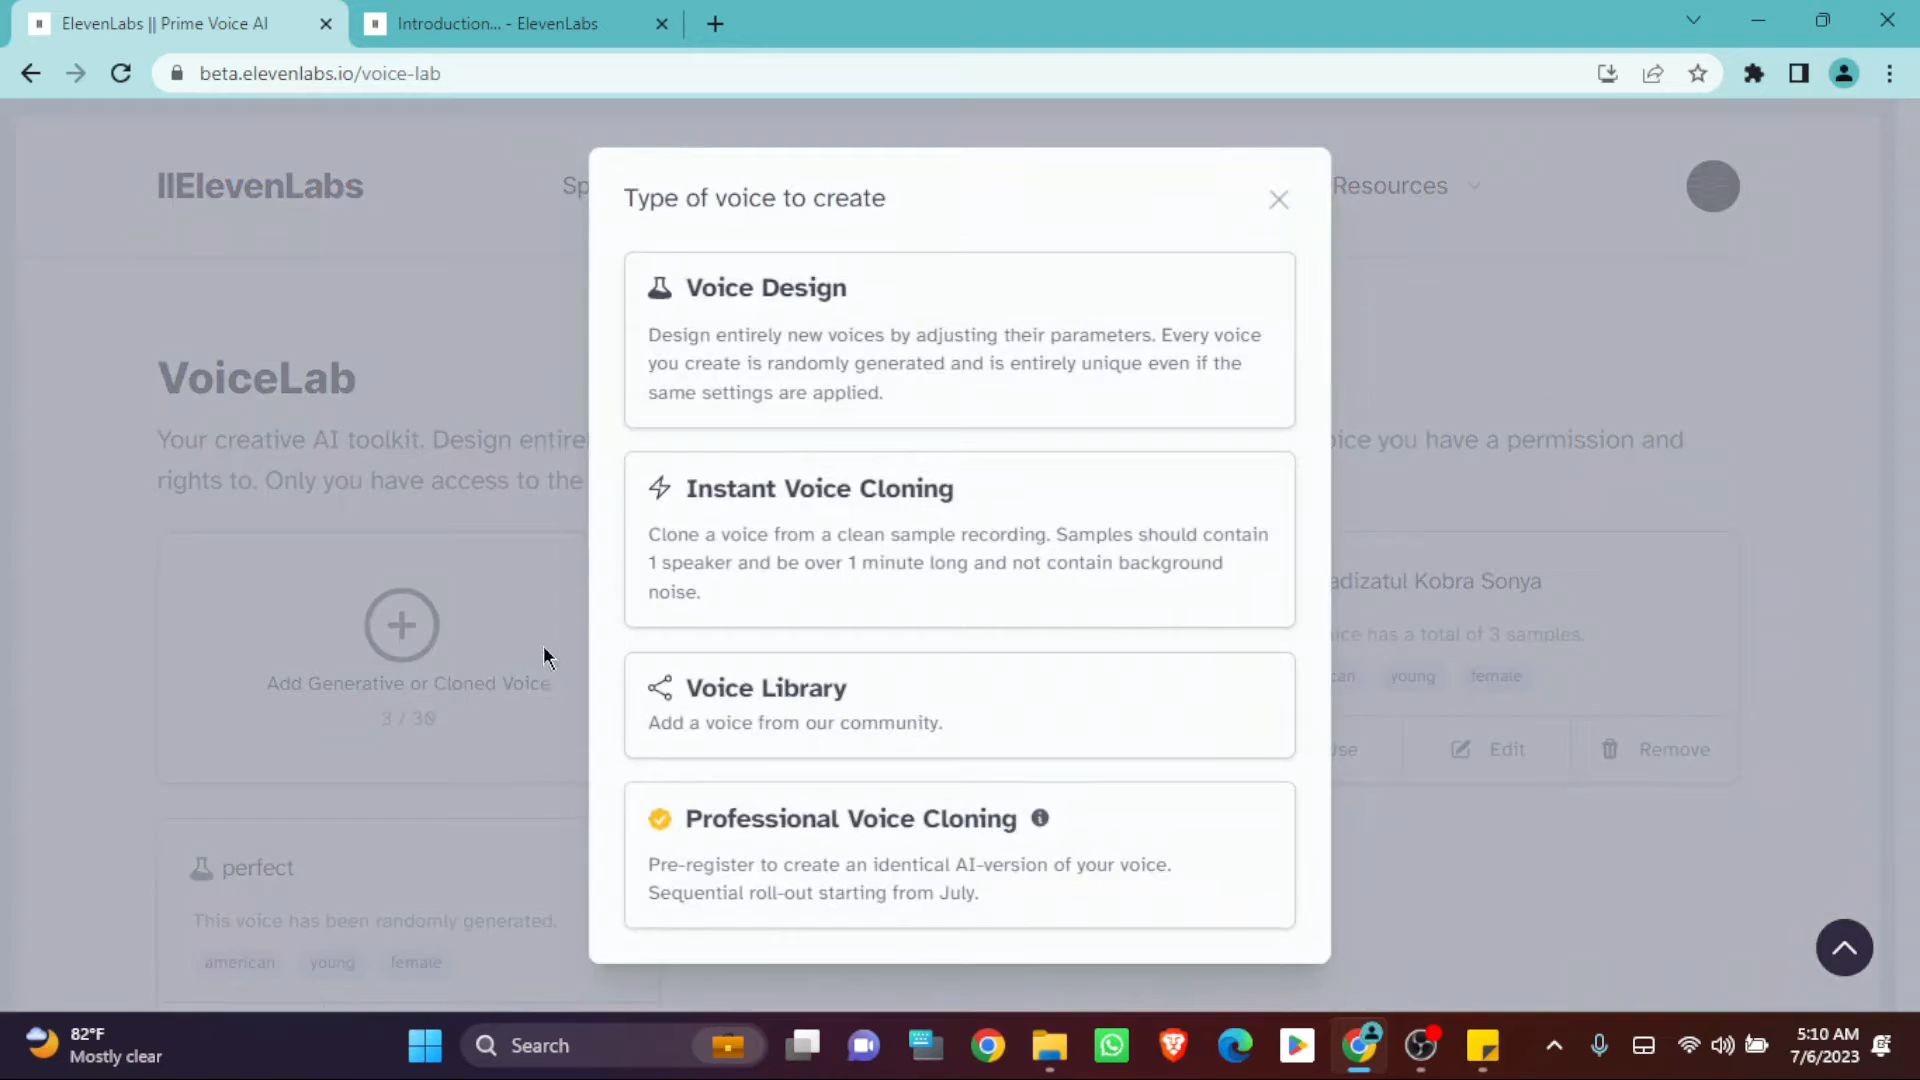 ElevenLabs || Prime Voice AI
Introduction... - ElevenLabs
beta.elevenlabs.io/voice-lab
IIElevenLabs
Sp
Resources
Type of voice to create
Voice Design
Design entirely new voices by adjusting their parameters. Every voice
you create is randomly generated and is entirely unique even if the
same settings are applied.
Instant Voice Cloning
Clone a voice from a clean sample recording. Samples should contain
1 speaker and be over 1 minute long and not contain background
noise.
Voice Library
Add a voice from our community.
Professional Voice Cloning
Pre-register to create an identical AI-version of your voice.
Sequential roll-out starting from July.
VoiceLab
Your creative AI toolkit. Design entire
oice you have a permission and
rights to. Only you have access to the
Add Generative or Cloned Voice
3 / 30
adizatul Kobra Sonya
ice has a total of 3 samples.
can young female
Use Edit Remove
perfect
This voice has been randomly generated.
american young female
82°F
Mostly clear
Search
5:10 AM
7/6/2023